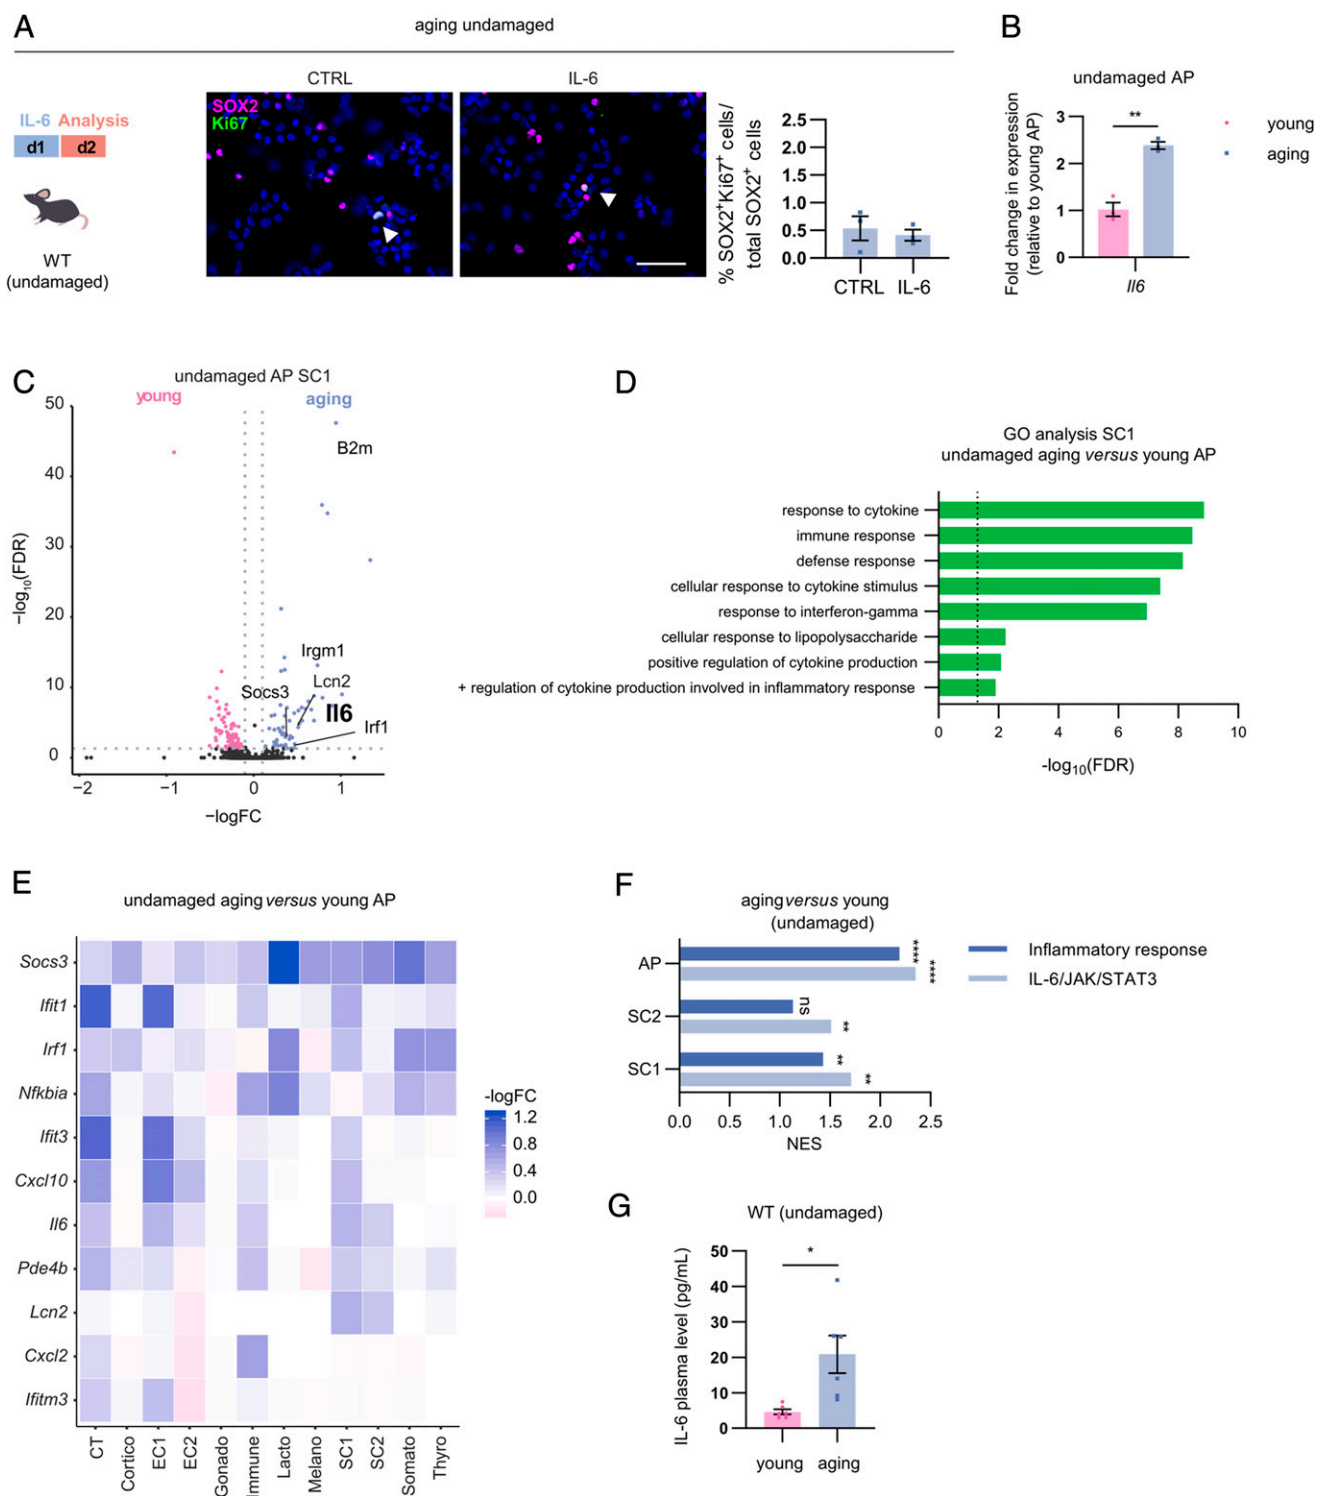 A
aging undamaged
CTRL
IL-6
IL-6 Analysis
d1 d2
WT
(undamaged)
SOX2
Ki67
% SOX2+Ki67+ cells/
total SOX2+ cells
2.5
2.0
1.5
1.0
0.5
0.0
CTRL IL-6
B
undamaged AP
Fold change in expression
(relative to young AP)
3
2
1
0
**
Il6
young
aging
C
undamaged AP SC1
young
aging
−log10(FDR)
50
40
30
20
10
0
B2m
Irgm1
Lcn2
Socs3
Il6
Irf1
−2 −1 0 1
−logFC
D
GO analysis SC1
undamaged aging versus young AP
response to cytokine
immune response
defense response
cellular response to cytokine stimulus
response to interferon-gamma
cellular response to lipopolysaccharide
positive regulation of cytokine production
+ regulation of cytokine production involved in inflammatory response
0 2 4 6 8 10
-log10(FDR)
E
undamaged aging versus young AP
Socs3
Ifit1
Irf1
Nfkbia
Ifit3
Cxcl10
Il6
Pde4b
Lcn2
Cxcl2
Ifitm3
CT Cortico EC1 EC2 Gonado Immune Lacto Melano SC1 SC2 Somato Thyro
-logFC
1.2
0.8
0.4
0.0
F
aging versus young
(undamaged)
AP
SC2
SC1
****
****
ns
**
**
**
0.0 0.5 1.0 1.5 2.0 2.5
NES
Inflammatory response
IL-6/JAK/STAT3
G
WT (undamaged)
IL-6 plasma level (pg/mL)
50
40
30
20
10
0
*
young aging